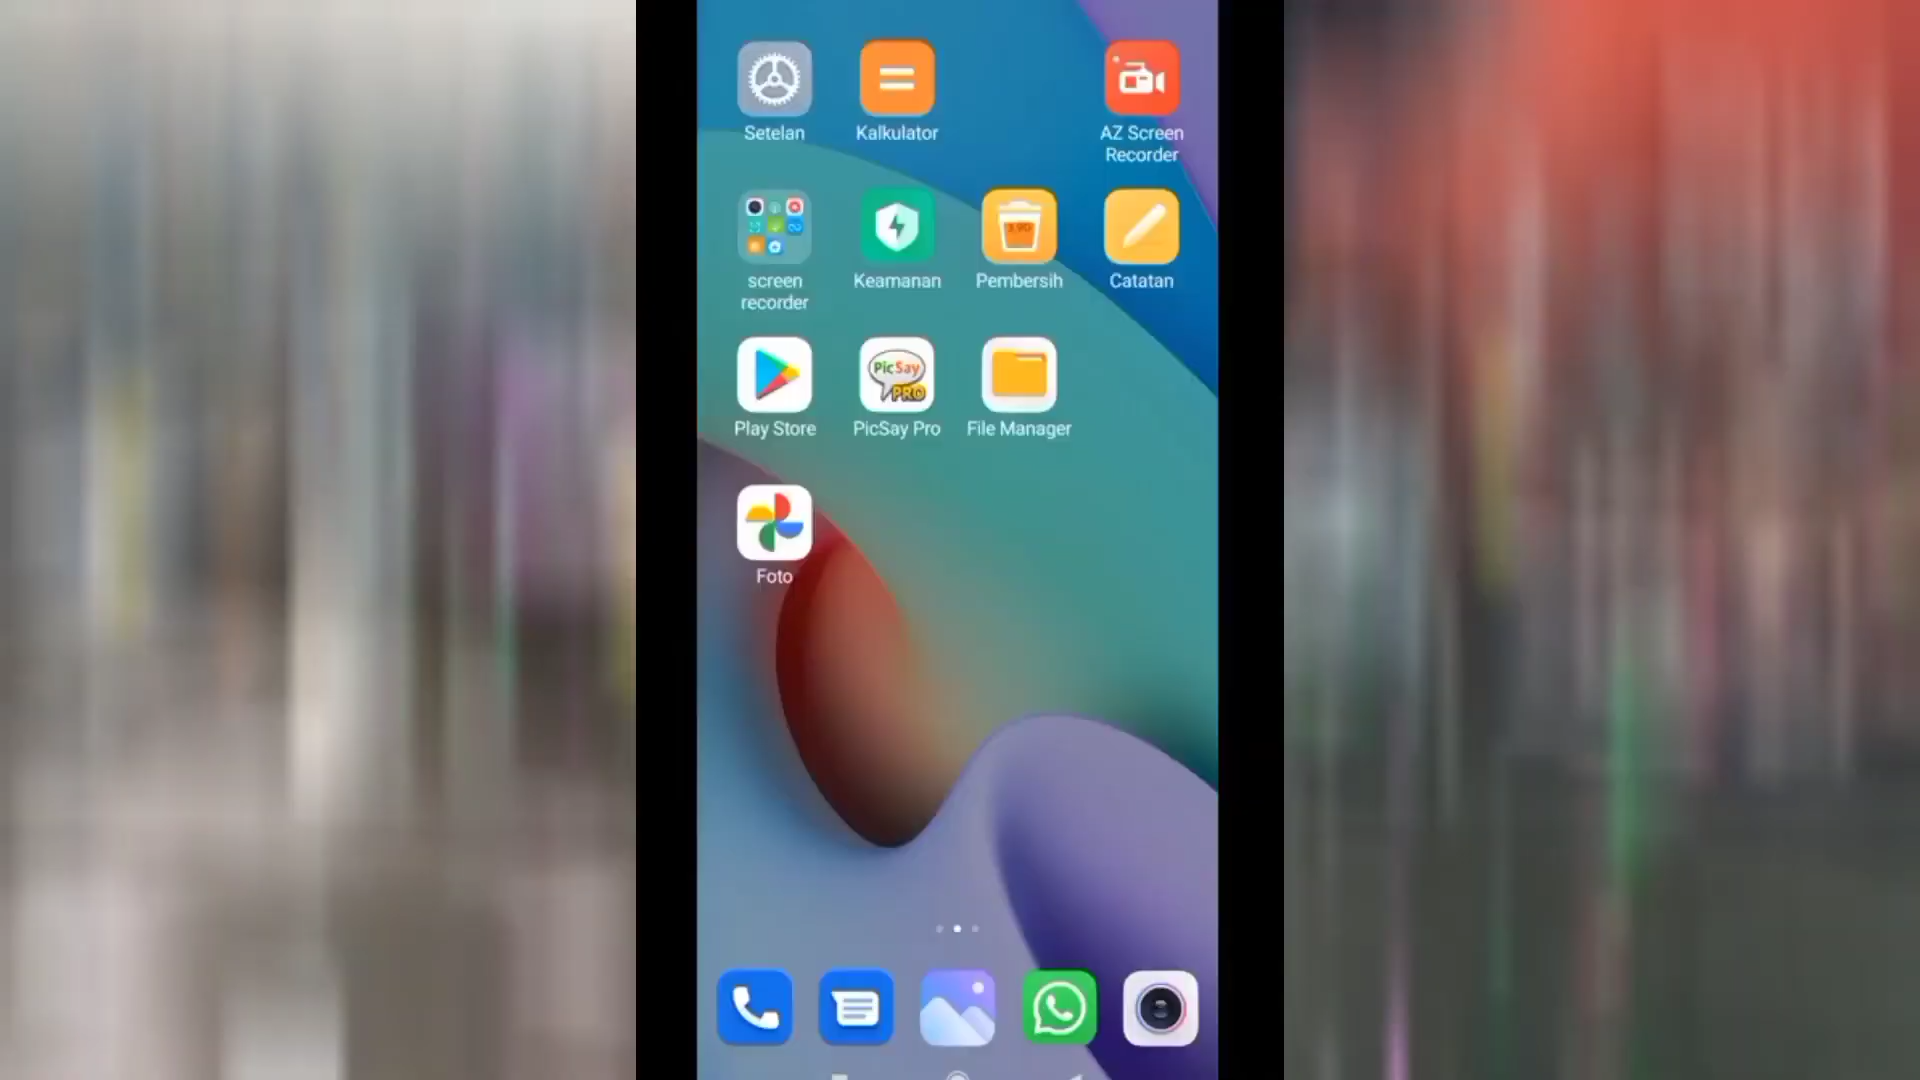 Setelan
Kalkulator
AZ Screen
Recorder
screen
recorder
Keamanan
Pembersih
Catatan
Play Store
PicSay
PRO
PicSay Pro
File Manager
Foto